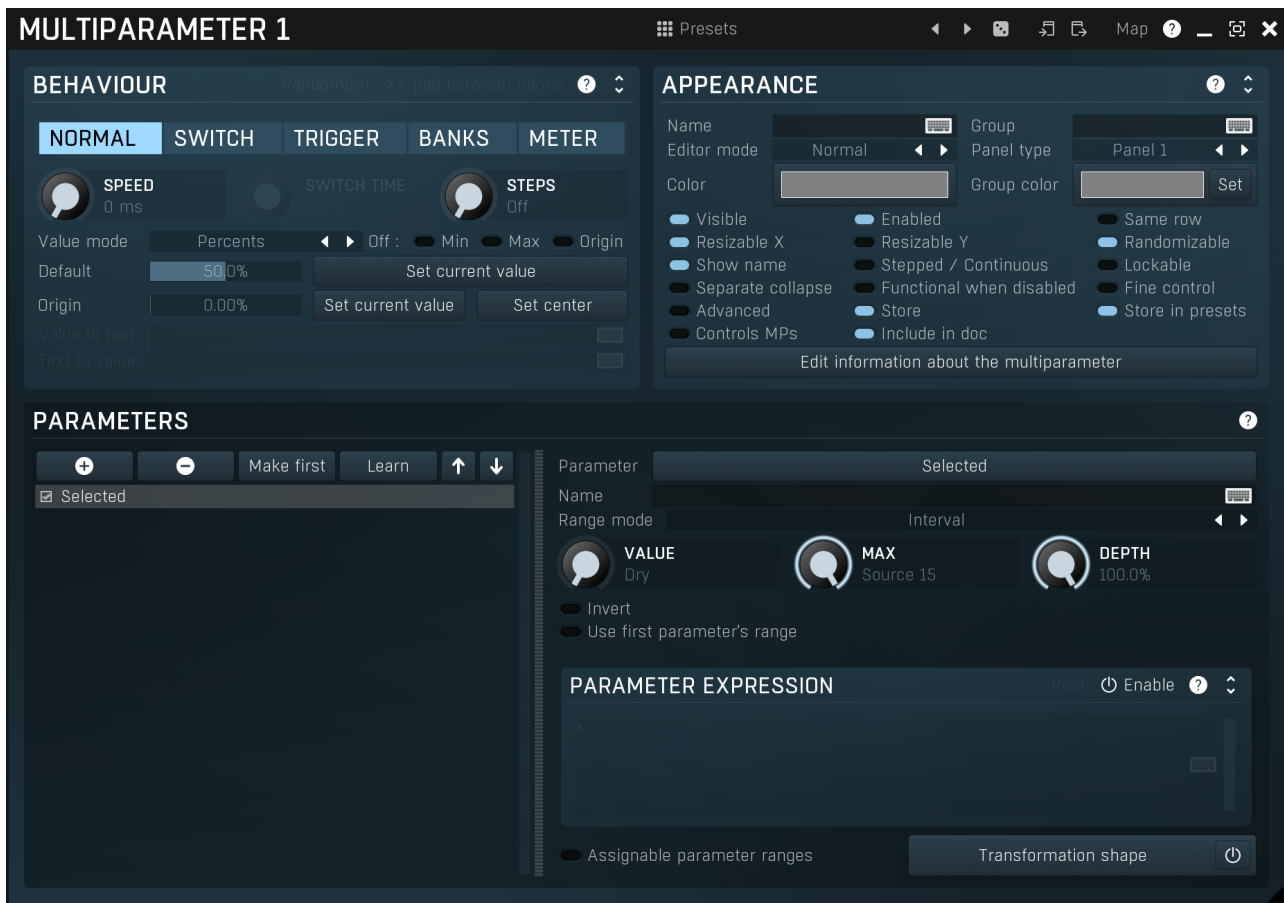 MULTIPARAMETER 1
Presets
Map ?
BEHAVIOUR
Randomizer XY-pad between banks ?
NORMAL SWITCH TRIGGER BANKS METER
SPEED
0 ms
SWITCH TIME
0 ms
STEPS
Off
Value mode Percents Off : Min Max Origin
Default 50.0% Set current value
Origin 0.00% Set current value Set center
Value to text
Text to value
APPEARANCE ?
Name Group
Editor mode Normal Panel type Panel 1
Color Group color Set
Visible Enabled Same row
Resizable X Resizable Y Randomizable
Show name Stepped / Continuous Lockable
Separate collapse Functional when disabled Fine control
Advanced Store Store in presets
Controls MPs Include in doc
Edit information about the multiparameter
PARAMETERS ?
Make first Learn
Selected
Parameter Selected
Name
Range mode Interval
VALUE
Dry
MAX
Source 15
DEPTH
100.0%
Invert
Use first parameter's range
PARAMETER EXPRESSION Post Enable ?
x
Assignable parameter ranges Transformation shape